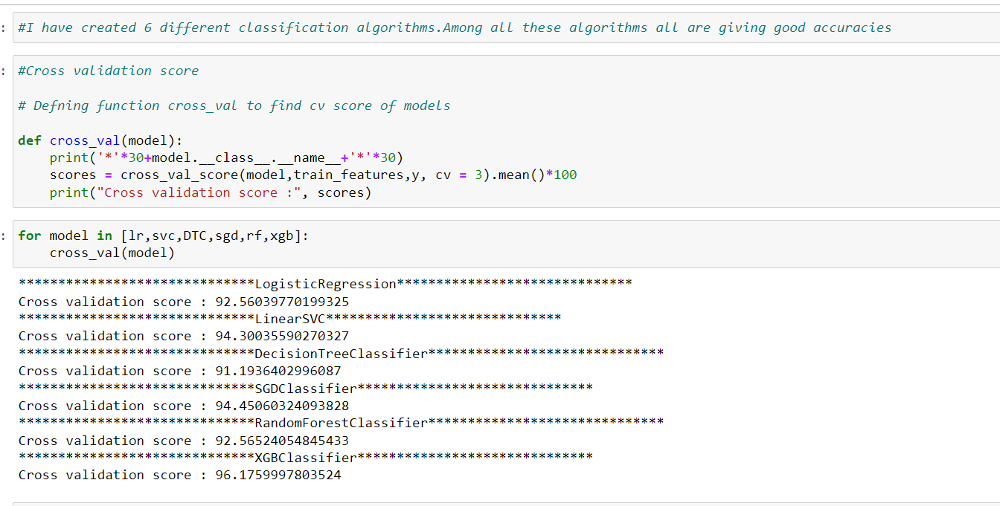 : #I have created 6 different classification algorithms.Among all these algorithms all are giving good accuracies
: #Cross validation score
# Defning function cross_val to find cv score of models
def cross_val(model):
    print('*'*30+model.__class__.__name__+'*'*30)
    scores = cross_val_score(model,train_features,y, cv = 3).mean()*100
    print("Cross validation score :", scores)
: for model in [lr,svc,DTC,sgd,rf,xgb]:
    cross_val(model)
******************************LogisticRegression******************************
Cross validation score : 92.56039770199325
******************************LinearSVC******************************
Cross validation score : 94.30035590270327
******************************DecisionTreeClassifier******************************
Cross validation score : 91.1936402996087
******************************SGDClassifier******************************
Cross validation score : 94.45060324093828
******************************RandomForestClassifier******************************
Cross validation score : 92.56524054845433
******************************XGBClassifier******************************
Cross validation score : 96.1759997803524